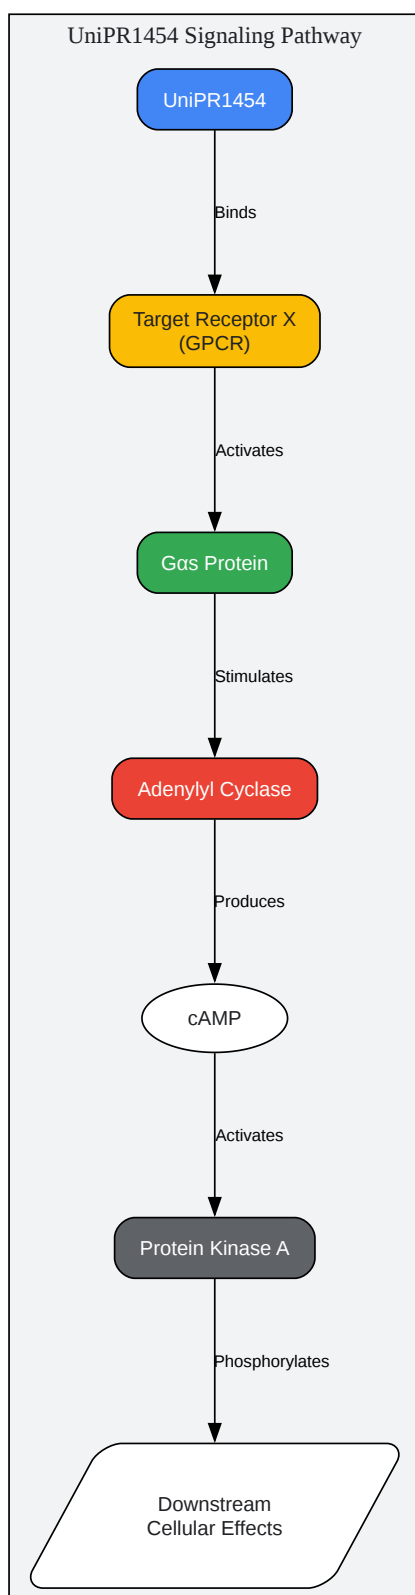 UniPR1454 Signaling Pathway
UniPR1454
Binds
Target Receptor X
(GPCR)
Activates
Gαs Protein
Stimulates
Adenylyl Cyclase
Produces
cAMP
Activates
Protein Kinase A
Phosphorylates
Downstream
Cellular Effects